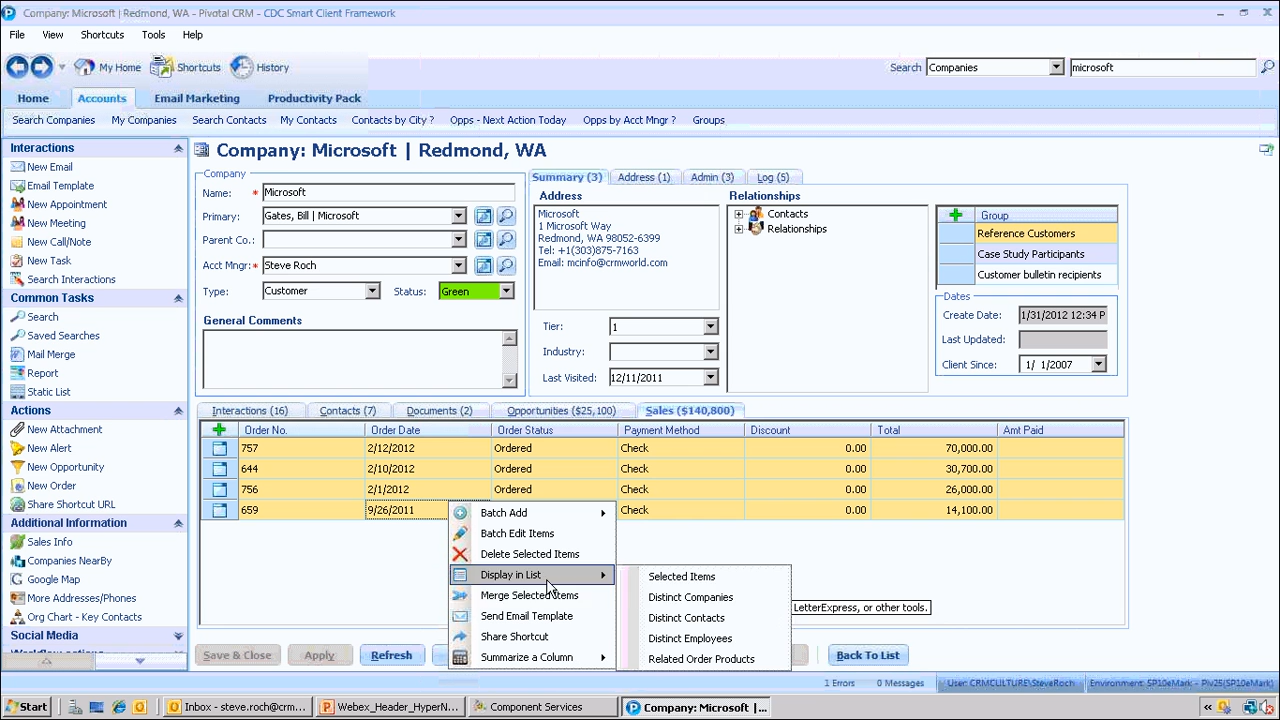 Company: Microsoft | Redmond, WA - Pivotal CRM - CDC Smart Client Framework
File View Shortcuts Tools Help
My Home Shortcuts History Search Companies microsoft
Home Accounts Email Marketing Productivity Pack
Search Companies My Companies Search Contacts My Contacts Contacts by City ? Opps - Next Action Today Opps by Acct Mngr ? Groups
Interactions
New Email
Email Template
New Appointment
New Meeting
New Call/Note
New Task
Search Interactions
Common Tasks
Search
Saved Searches
Mail Merge
Report
Static List
Actions
New Attachment
New Alert
New Opportunity
New Order
Share Shortcut URL
Additional Information
Sales Info
Companies NearBy
Google Map
More Addresses/Phones
Org Chart - Key Contacts
Social Media
Company: Microsoft | Redmond, WA
Company
Name: * Microsoft
Primary: Gates, Bill | Microsoft
Parent Co.:
Acct Mngr: * Steve Roch
Type: Customer Status: Green
General Comments
Summary (3) Address (1) Admin (3) Log (5)
Address
Microsoft
1 Microsoft Way
Redmond, WA 98052-6399
Tel: +1(303)875-7163
Email: mcinfo@crmworld.com
Tier: 1
Industry:
Last Visited: 12/11/2011
Relationships
Contacts
Relationships
Group
Reference Customers
Case Study Participants
Customer bulletin recipients
Dates
Create Date: 1/31/2012 12:34 P
Last Updated:
Client Since: 1/ 1/2007
Interactions (16) Contacts (7) Documents (2) Opportunities ($25,100) Sales ($140,800)
Order No. Order Date Order Status Payment Method Discount Total Amt Paid
757 2/12/2012 Ordered Check 0.00 70,000.00
644 2/10/2012 Ordered Check 0.00 30,700.00
756 2/1/2012 Ordered Check 0.00 26,000.00
659 9/26/2011 Check 0.00 14,100.00
Batch Add
Batch Edit Items
Delete Selected Items
Display in List
Merge Selected Items
Send Email Template
Share Shortcut
Summarize a Column
Selected Items
Distinct Companies
Distinct Contacts
Distinct Employees
Related Order Products
LetterExpress, or other tools.
Save & Close Apply Refresh Back To List
1 Errors 0 Messages User: CRMCULTURE\SteveRoch Environment: SP10eMark - Piv25(SP10eMark)
Start Inbox - steve.roch@crm... Webex_Header_HyperN... Component Services Company: Microsoft |...